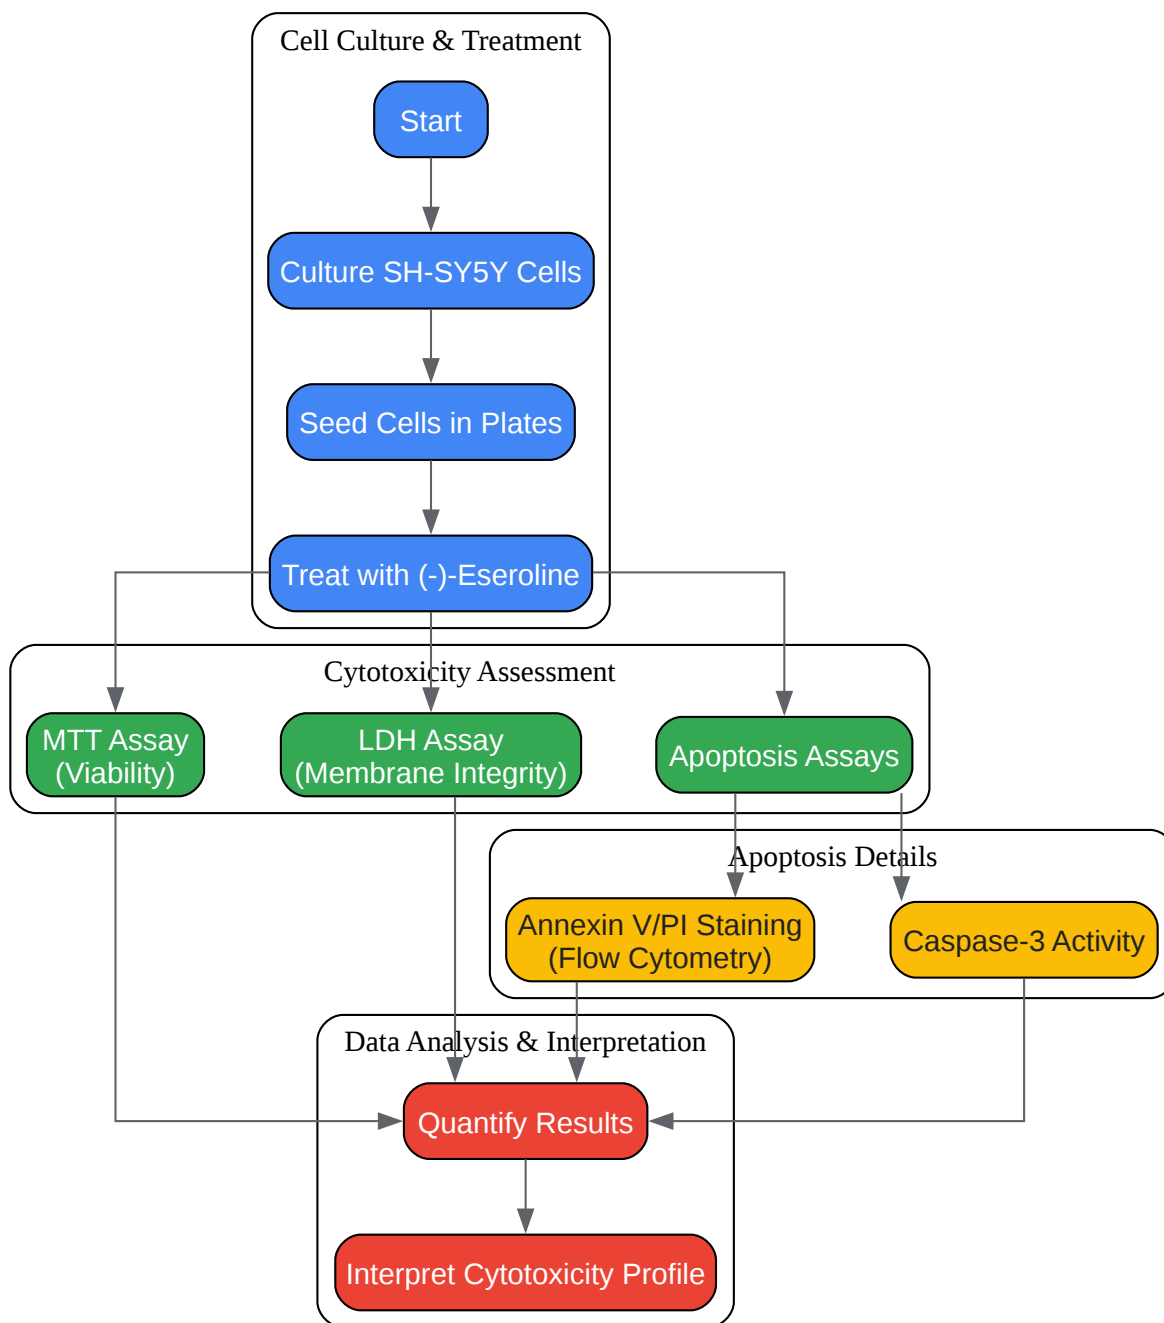 Cell Culture & Treatment
Start
Culture SH-SY5Y Cells
Seed Cells in Plates
Treat with (-)-Eseroline
Cytotoxicity Assessment
MTT Assay
(Viability)
LDH Assay
(Membrane Integrity)
Apoptosis Assays
Apoptosis Details
Annexin V/PI Staining
(Flow Cytometry)
Caspase-3 Activity
Data Analysis & Interpretation
Quantify Results
Interpret Cytotoxicity Profile